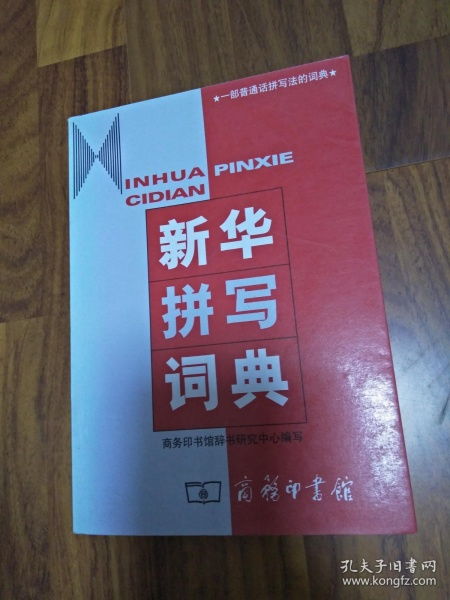 ★一部普通话拼写法的词典★
XINHUA PINXIE
CIDIAN
新华
拼写
词典
商务印书馆辞书研究中心编写
商務印書館
孔夫子旧书网
www.kongfz.com